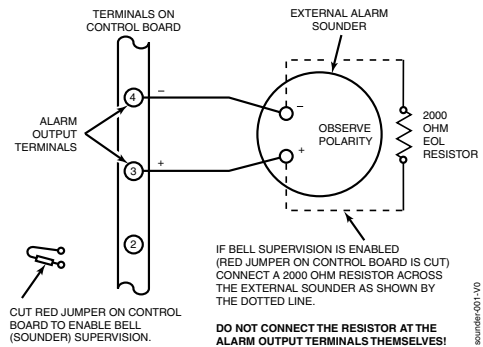 TERMINALS ON
CONTROL BOARD
EXTERNAL ALARM
SOUNDER
4
–
–
ALARM
OUTPUT
TERMINALS
OBSERVE
POLARITY
2000
OHM
EOL
RESISTOR
3
+
+
2
CUT RED JUMPER ON CONTROL
BOARD TO ENABLE BELL
(SOUNDER) SUPERVISION.
IF BELL SUPERVISION IS ENABLED
(RED JUMPER ON CONTROL BOARD IS CUT)
CONNECT A 2000 OHM RESISTOR ACROSS
THE EXTERNAL SOUNDER AS SHOWN BY
THE DOTTED LINE.
DO NOT CONNECT THE RESISTOR AT THE
ALARM OUTPUT TERMINALS THEMSELVES!
sounder-001-V0